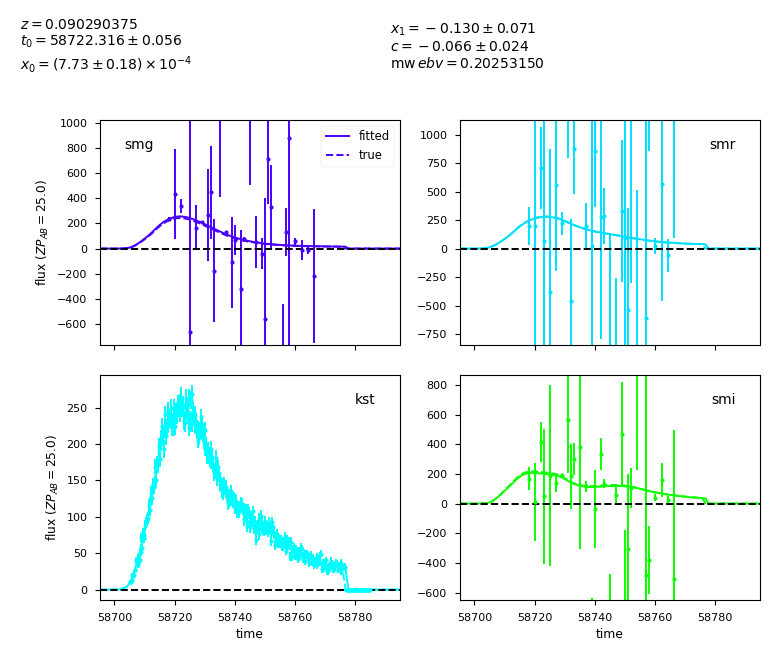 z = 0.090290375
t₀ = 58722.316 ± 0.056
x₀ = (7.73 ± 0.18) × 10⁻⁴
x₁ = −0.130 ± 0.071
c = −0.066 ± 0.024
mw ebv = 0.20253150
smg
fitted
true
1000
800
600
400
200
0
−200
−400
−600
flux (ZP_AB = 25.0)
smr
1000
750
500
250
0
−250
−500
−750
kst
250
200
150
100
50
0
flux (ZP_AB = 25.0)
58700 58720 58740 58760 58780
time
smi
800
600
400
200
0
−200
−400
−600
58700 58720 58740 58760 58780
time